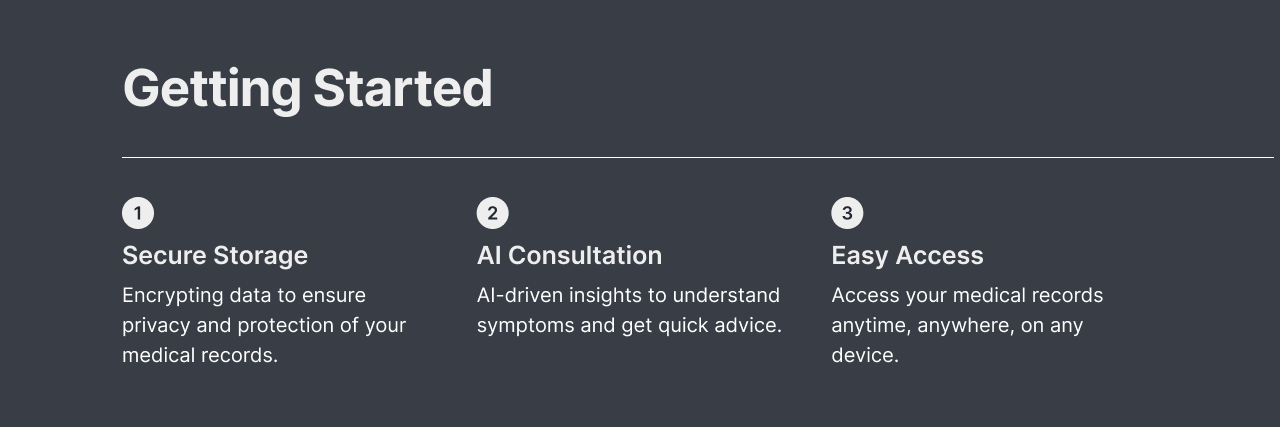 Getting Started
1
Secure Storage
Encrypting data to ensure
privacy and protection of your
medical records.
2
AI Consultation
AI-driven insights to understand
symptoms and get quick advice.
3
Easy Access
Access your medical records
anytime, anywhere, on any
device.